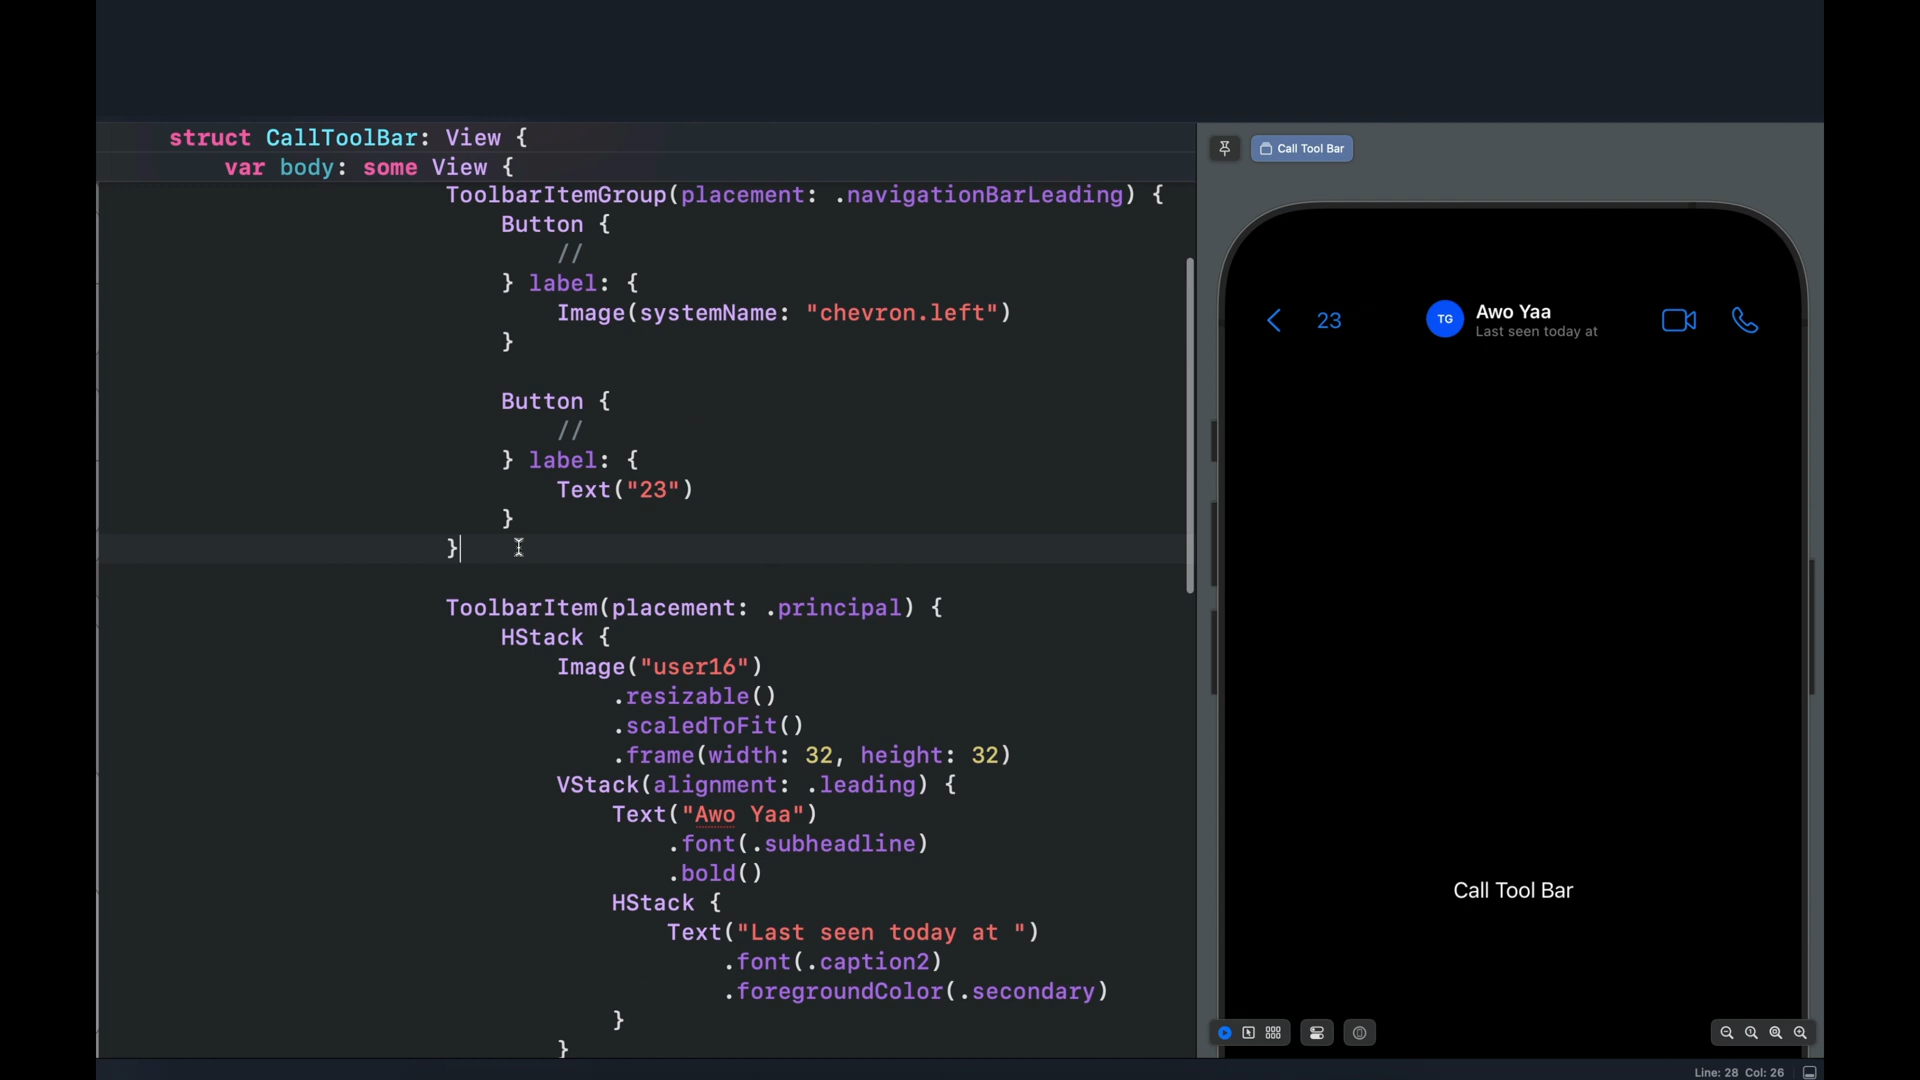 struct CallToolBar: View {
var body: some View {
ToolbarItemGroup(placement: .navigationBarLeading) {
Button {
//
} label: {
Image(systemName: "chevron.left")
}
Button {
//
} label: {
Text("23")
}
}
ToolbarItem(placement: .principal) {
HStack {
Image("user16")
.resizable()
.scaledToFit()
.frame(width: 32, height: 32)
VStack(alignment: .leading) {
Text("Awo Yaa")
.font(.subheadline)
.bold()
HStack {
Text("Last seen today at ")
.font(.caption2)
.foregroundColor(.secondary)
}
}
Call Tool Bar
23
TG
Awo Yaa
Last seen today at
Call Tool Bar
Line: 28 Col: 26